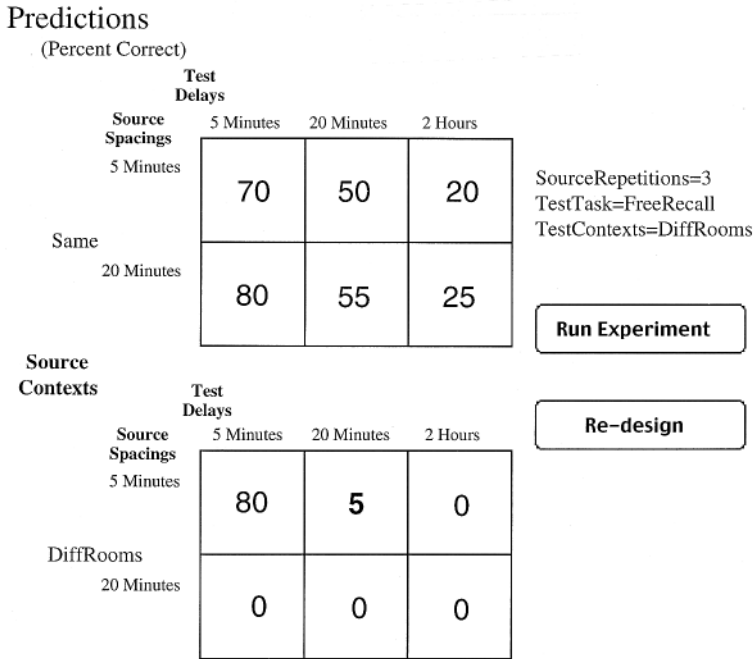 Predictions
(Percent Correct)
Test
Delays
Source
Spacings
5 Minutes 20 Minutes 2 Hours
5 Minutes
70 50 20
Same
20 Minutes
80 55 25
SourceRepetitions=3
TestTask=FreeRecall
TestContexts=DiffRooms
Run Experiment
Re-design
Source
Contexts
Test
Delays
Source
Spacings
5 Minutes 20 Minutes 2 Hours
5 Minutes
80 5 0
DiffRooms
20 Minutes
0 0 0